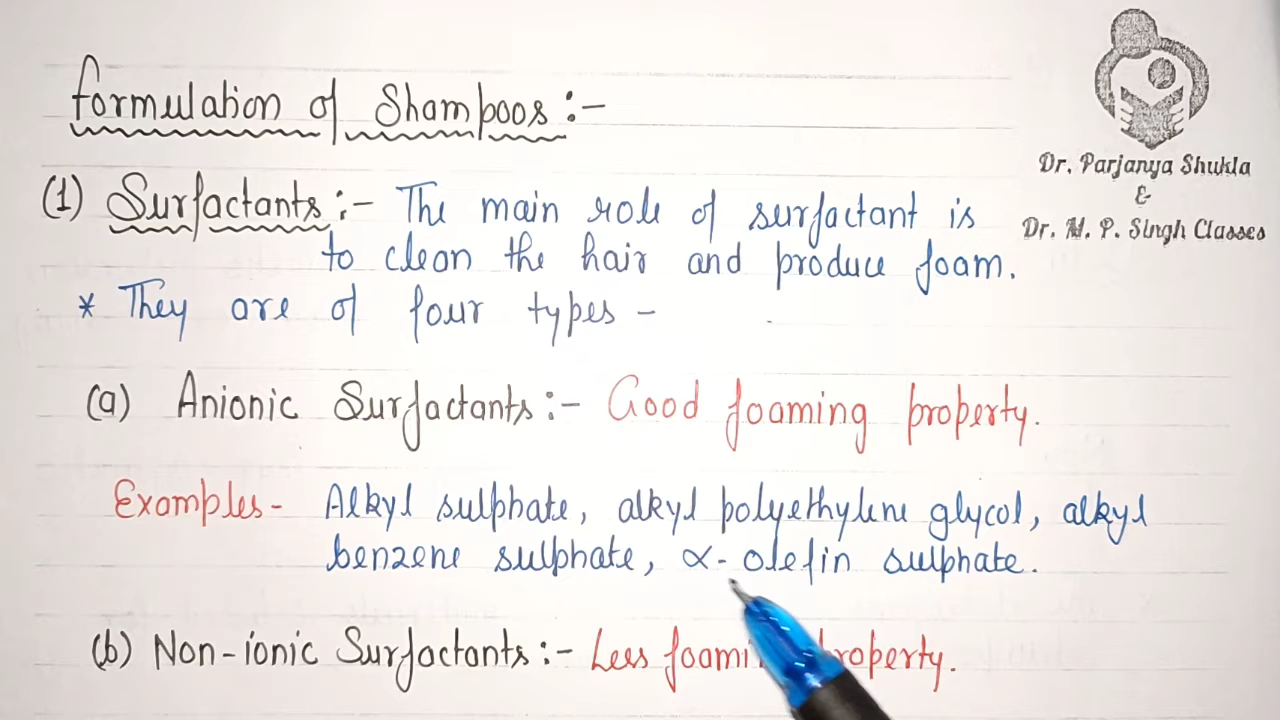 Formulation of Shampoos:-
Dr. Parjanya Shukla
&
Dr. M. P. Singh Classes
(1) Surfactants:- The main role of surfactant is
to clean the hair and produce foam.
* They are of four types -
(a) Anionic Surfactants:- Good foaming property.
Examples- Alkyl sulphate, alkyl polyethylene glycol, alkyl
benzene sulphate, α-olefin sulphate.
(b) Non-ionic Surfactants:- Less property.